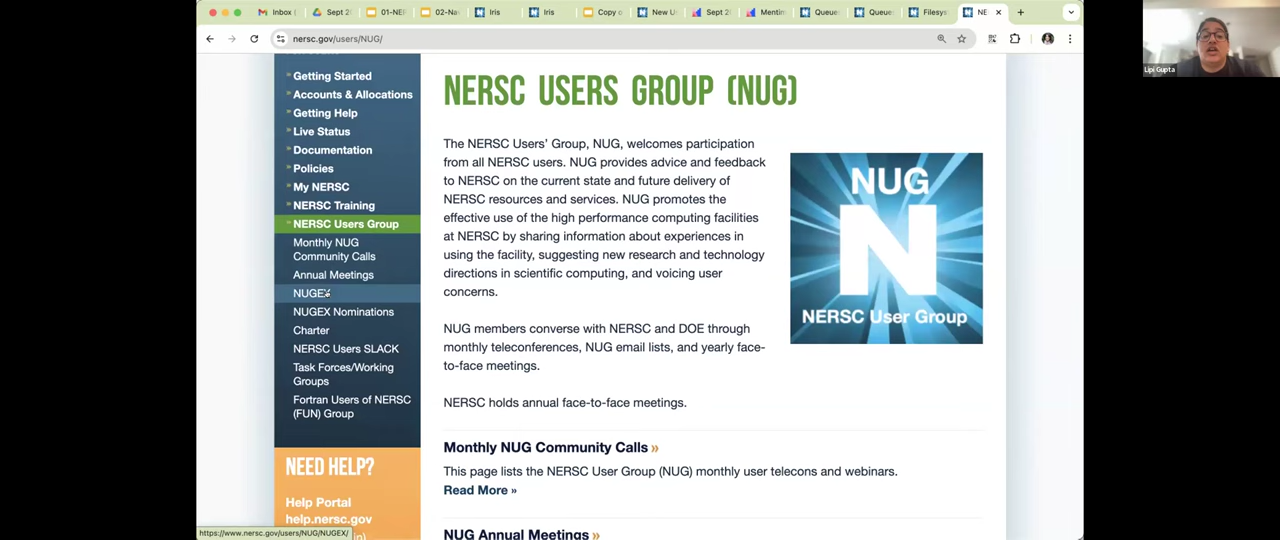 Inbox (
Sept 2
01-NE
02-Na
Iris
Iris
Copy o
New U
Sept 2
Mentim
Queue
Queue
Filesys
NE
nersc.gov/users/NUG/
Lipi Gupta
Getting Started
Accounts & Allocations
Getting Help
Live Status
Documentation
Policies
My NERSC
NERSC Training
NERSC Users Group
Monthly NUG
Community Calls
Annual Meetings
NUGEX
NUGEX Nominations
Charter
NERSC Users SLACK
Task Forces/Working
Groups
Fortran Users of NERSC
(FUN) Group
NEED HELP?
Help Portal
help.nersc.gov
https://www.nersc.gov/users/NUG/NUGEX/
NERSC USERS GROUP (NUG)
The NERSC Users' Group, NUG, welcomes participation
from all NERSC users. NUG provides advice and feedback
to NERSC on the current state and future delivery of
NERSC resources and services. NUG promotes the
effective use of the high performance computing facilities
at NERSC by sharing information about experiences in
using the facility, suggesting new research and technology
directions in scientific computing, and voicing user
concerns.
NUG
N
NERSC User Group
NUG members converse with NERSC and DOE through
monthly teleconferences, NUG email lists, and yearly face-
to-face meetings.
NERSC holds annual face-to-face meetings.
Monthly NUG Community Calls »
This page lists the NERSC User Group (NUG) monthly user telecons and webinars.
Read More »
NUG Annual Meetings »